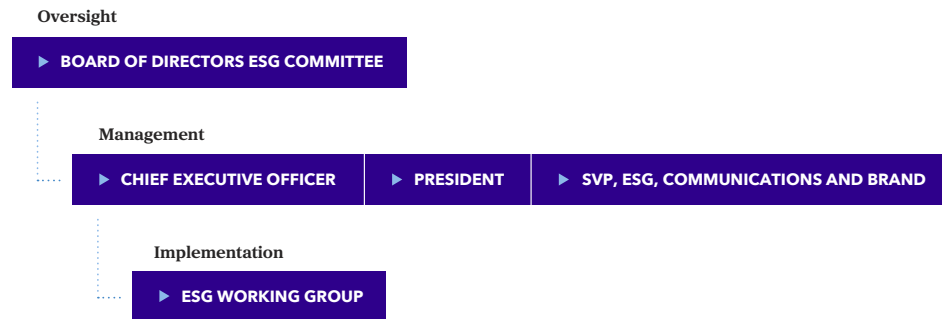 Oversight
BOARD OF DIRECTORS ESG COMMITTEE
Management
CHIEF EXECUTIVE OFFICER
PRESIDENT
SVP, ESG, COMMUNICATIONS AND BRAND
Implementation
ESG WORKING GROUP